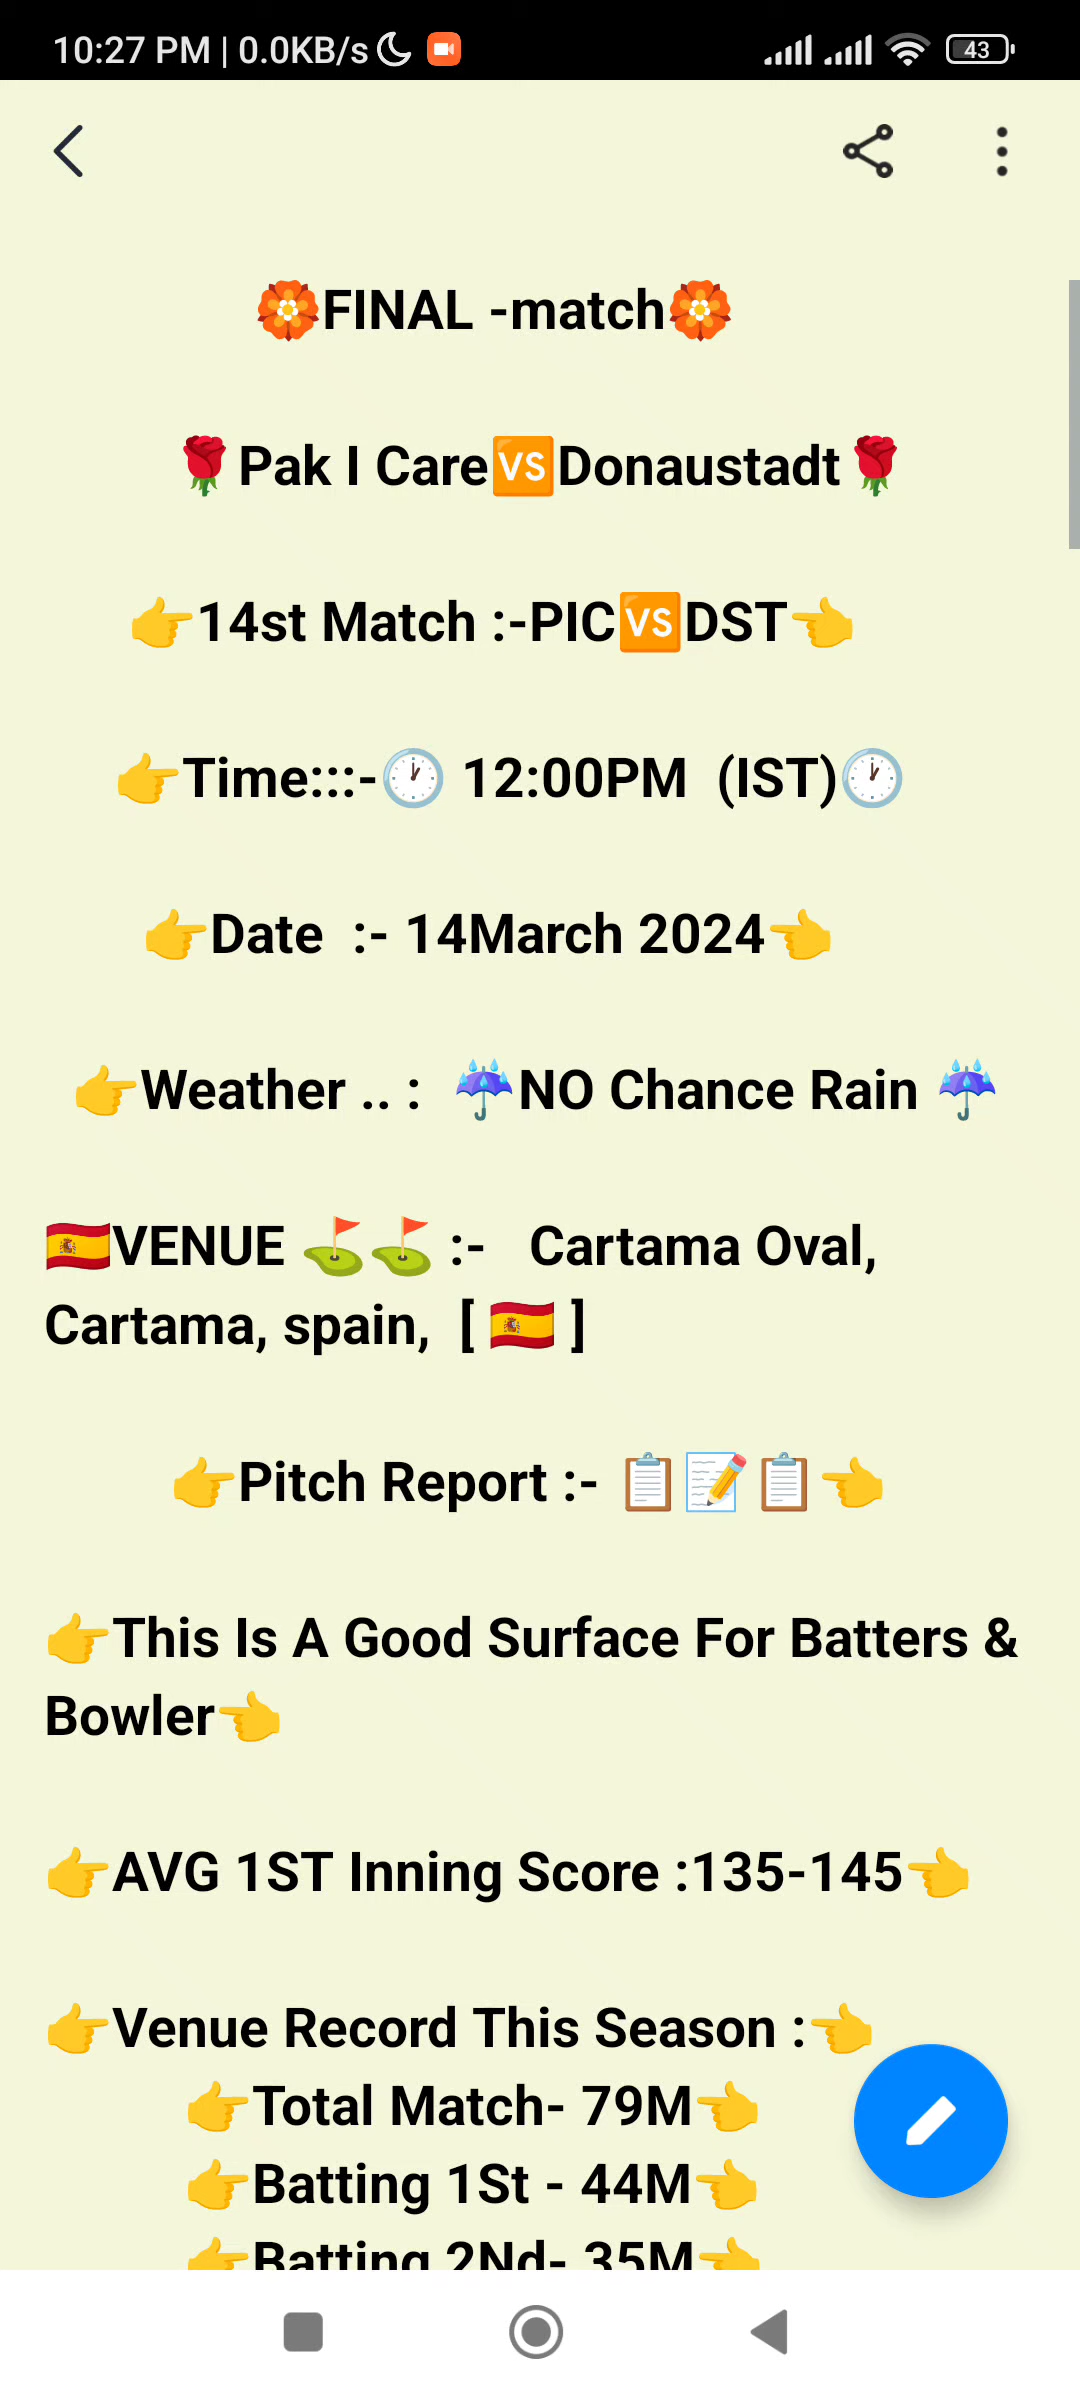 10:27 PM | 0.0KB/s 43
🏵️FINAL -match🏵️
🌹Pak I Care🆚Donaustadt🌹
👉14st Match :-PIC🆚DST👈
👉Time:::-🕐 12:00PM  (IST)🕐
👉Date  :- 14March 2024👈
👉Weather .. :  ☔NO Chance Rain ☔
🇪🇸VENUE ⛳⛳ :-   Cartama Oval,
Cartama, spain,  [ 🇪🇸 ]
👉Pitch Report :- 📋📝📋👈
👉This Is A Good Surface For Batters &
Bowler👈
👉AVG 1ST Inning Score :135-145👈
👉Venue Record This Season :👈
👉Total Match- 79M👈
👉Batting 1St - 44M👈
👉Batting 2Nd- 35M👈